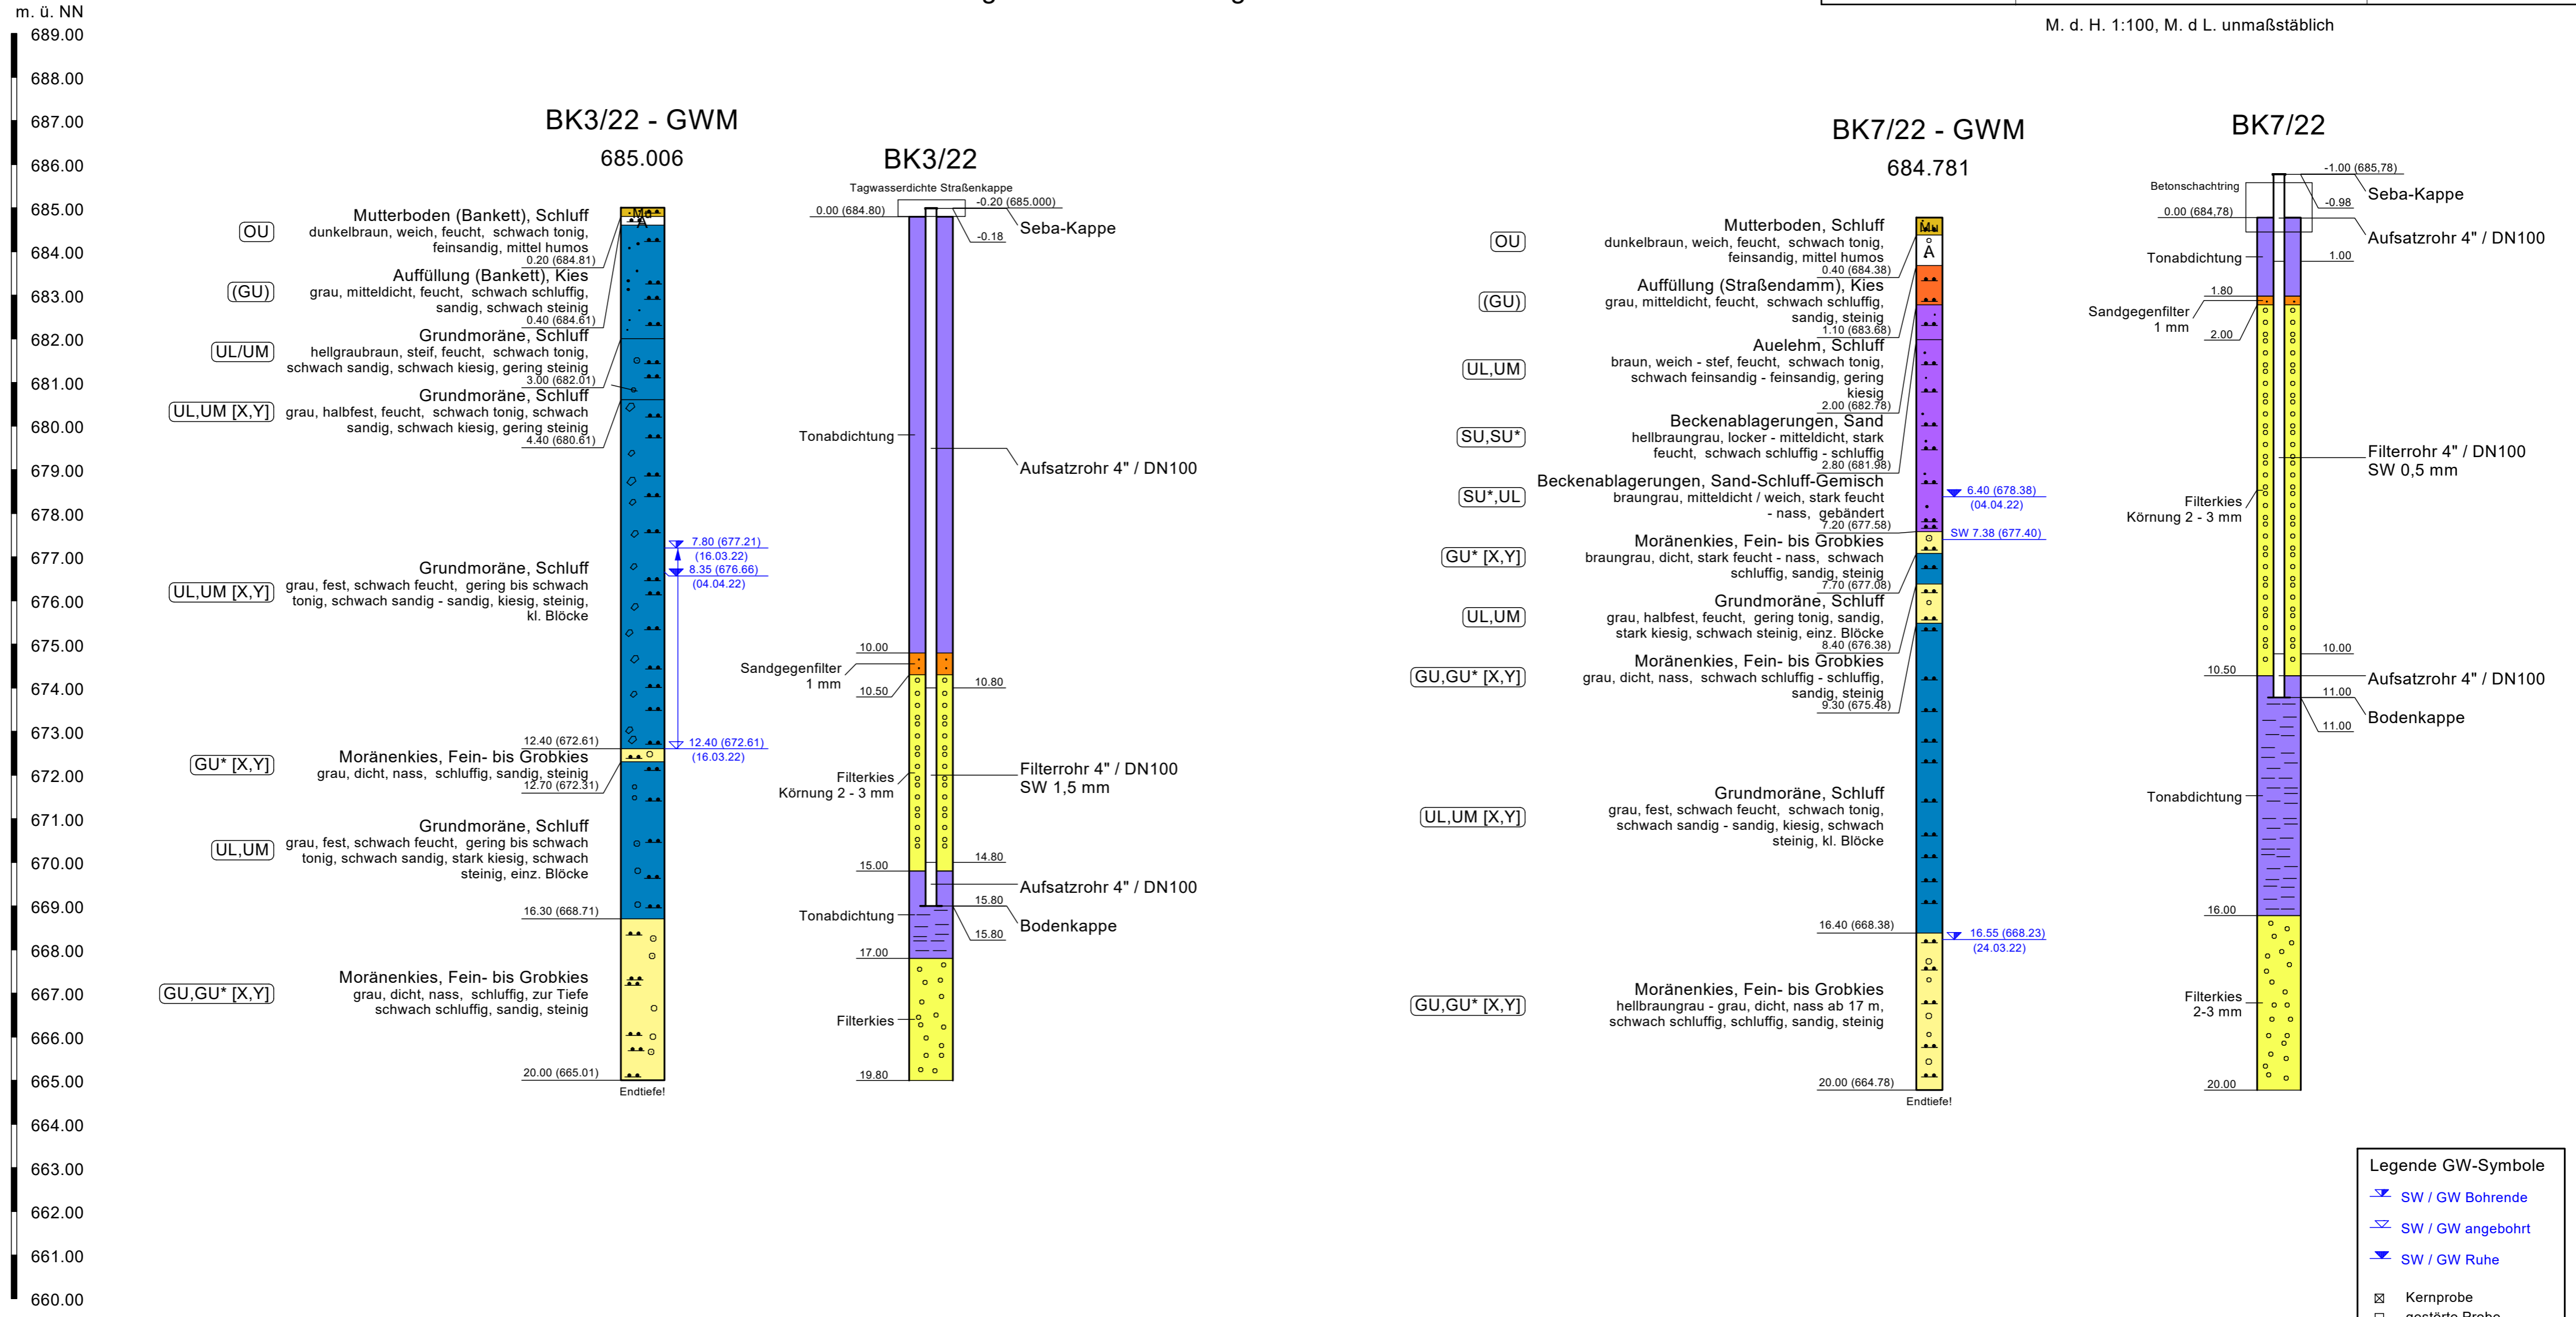 m. ü. NN
689.00
688.00
687.00
686.00
685.00
684.00
683.00
682.00
681.00
680.00
679.00
678.00
677.00
676.00
675.00
674.00
673.00
672.00
671.00
670.00
669.00
668.00
667.00
666.00
665.00
664.00
663.00
662.00
661.00
660.00
M. d. H. 1:100, M. d L. unmaßstäblich
BK3/22 - GWM
685.006
OU
Mutterboden (Bankett), Schluff
dunkelbraun, weich, feucht, schwach tonig,
feinsandig, mittel humos
0.20 (684.81)
(GU)
Auffüllung (Bankett), Kies
grau, mitteldicht, feucht, schwach schluffig,
sandig, schwach steinig
0.40 (684.61)
UL/UM
Grundmoräne, Schluff
hellgraubraun, steif, feucht, schwach tonig,
schwach sandig, schwach kiesig, gering steinig
3.00 (682.01)
UL,UM [X,Y]
Grundmoräne, Schluff
grau, halbfest, feucht, schwach tonig, schwach
sandig, schwach kiesig, gering steinig
4.40 (680.61)
UL,UM [X,Y]
Grundmoräne, Schluff
grau, fest, schwach feucht, gering bis schwach
tonig, schwach sandig - sandig, kiesig, steinig,
kl. Blöcke
12.40 (672.61)
GU* [X,Y]
Moränenkies, Fein- bis Grobkies
grau, dicht, nass, schluffig, sandig, steinig
12.70 (672.31)
UL,UM
Grundmoräne, Schluff
grau, fest, schwach feucht, gering bis schwach
tonig, schwach sandig, stark kiesig, schwach
steinig, einz. Blöcke
16.30 (668.71)
GU,GU* [X,Y]
Moränenkies, Fein- bis Grobkies
grau, dicht, nass, schluffig, zur Tiefe
schwach schluffig, sandig, steinig
20.00 (665.01)
Endtiefe!
A
7.80 (677.21)
(16.03.22)
8.35 (676.66)
(04.04.22)
12.40 (672.61)
(16.03.22)
BK3/22
Tagwasserdichte Straßenkappe
0.00 (684.80)
-0.20 (685.000)
Seba-Kappe
-0.18
Tonabdichtung
Aufsatzrohr 4" / DN100
10.00
Sandgegenfilter
1 mm
10.50
10.80
Filterkies
Körnung 2 - 3 mm
Filterrohr 4" / DN100
SW 1,5 mm
14.80
15.00
Aufsatzrohr 4" / DN100
15.80
Tonabdichtung
Bodenkappe
15.80
17.00
Filterkies
19.80
BK7/22 - GWM
684.781
OU
Mutterboden, Schluff
dunkelbraun, weich, feucht, schwach tonig,
feinsandig, mittel humos
0.40 (684.38)
(GU)
Auffüllung (Straßendamm), Kies
grau, mitteldicht, feucht, schwach schluffig,
sandig, steinig
1.10 (683.68)
UL,UM
Auelehm, Schluff
braun, weich - stef, feucht, schwach tonig,
schwach feinsandig - feinsandig, gering
kiesig
2.00 (682.78)
SU,SU*
Beckenablagerungen, Sand
hellbraungrau, locker - mitteldicht, stark
feucht, schwach schluffig - schluffig
2.80 (681.98)
SU*,UL
Beckenablagerungen, Sand-Schluff-Gemisch
braungrau, mitteldicht / weich, stark feucht
- nass, gebändert
7.20 (677.58)
GU* [X,Y]
Moränenkies, Fein- bis Grobkies
braungrau, dicht, stark feucht - nass, schwach
schluffig, sandig, steinig
7.70 (677.08)
UL,UM
Grundmoräne, Schluff
grau, halbfest, feucht, gering tonig, sandig,
stark kiesig, schwach steinig, einz. Blöcke
8.40 (676.38)
GU,GU* [X,Y]
Moränenkies, Fein- bis Grobkies
grau, dicht, nass, schwach schluffig - schluffig,
sandig, steinig
9.30 (675.48)
UL,UM [X,Y]
Grundmoräne, Schluff
grau, fest, schwach feucht, schwach tonig,
schwach sandig - sandig, kiesig, schwach
steinig, kl. Blöcke
16.40 (668.38)
GU,GU* [X,Y]
Moränenkies, Fein- bis Grobkies
hellbraungrau - grau, dicht, nass ab 17 m,
schwach schluffig, schluffig, sandig, steinig
20.00 (664.78)
Endtiefe!
Mu
A
6.40 (678.38)
(04.04.22)
SW 7.38 (677.40)
16.55 (668.23)
(24.03.22)
BK7/22
-1.00 (685,78)
Betonschachtring
Seba-Kappe
-0.98
0.00 (684,78)
Aufsatzrohr 4" / DN100
Tonabdichtung
1.00
1.80
Sandgegenfilter
1 mm
2.00
Filterrohr 4" / DN100
SW 0,5 mm
Filterkies
Körnung 2 - 3 mm
10.00
10.50
Aufsatzrohr 4" / DN100
11.00
Bodenkappe
11.00
Tonabdichtung
16.00
Filterkies
2-3 mm
20.00
Legende GW-Symbole
SW / GW Bohrende
SW / GW angebohrt
SW / GW Ruhe
Kernprobe
gestörte Probe